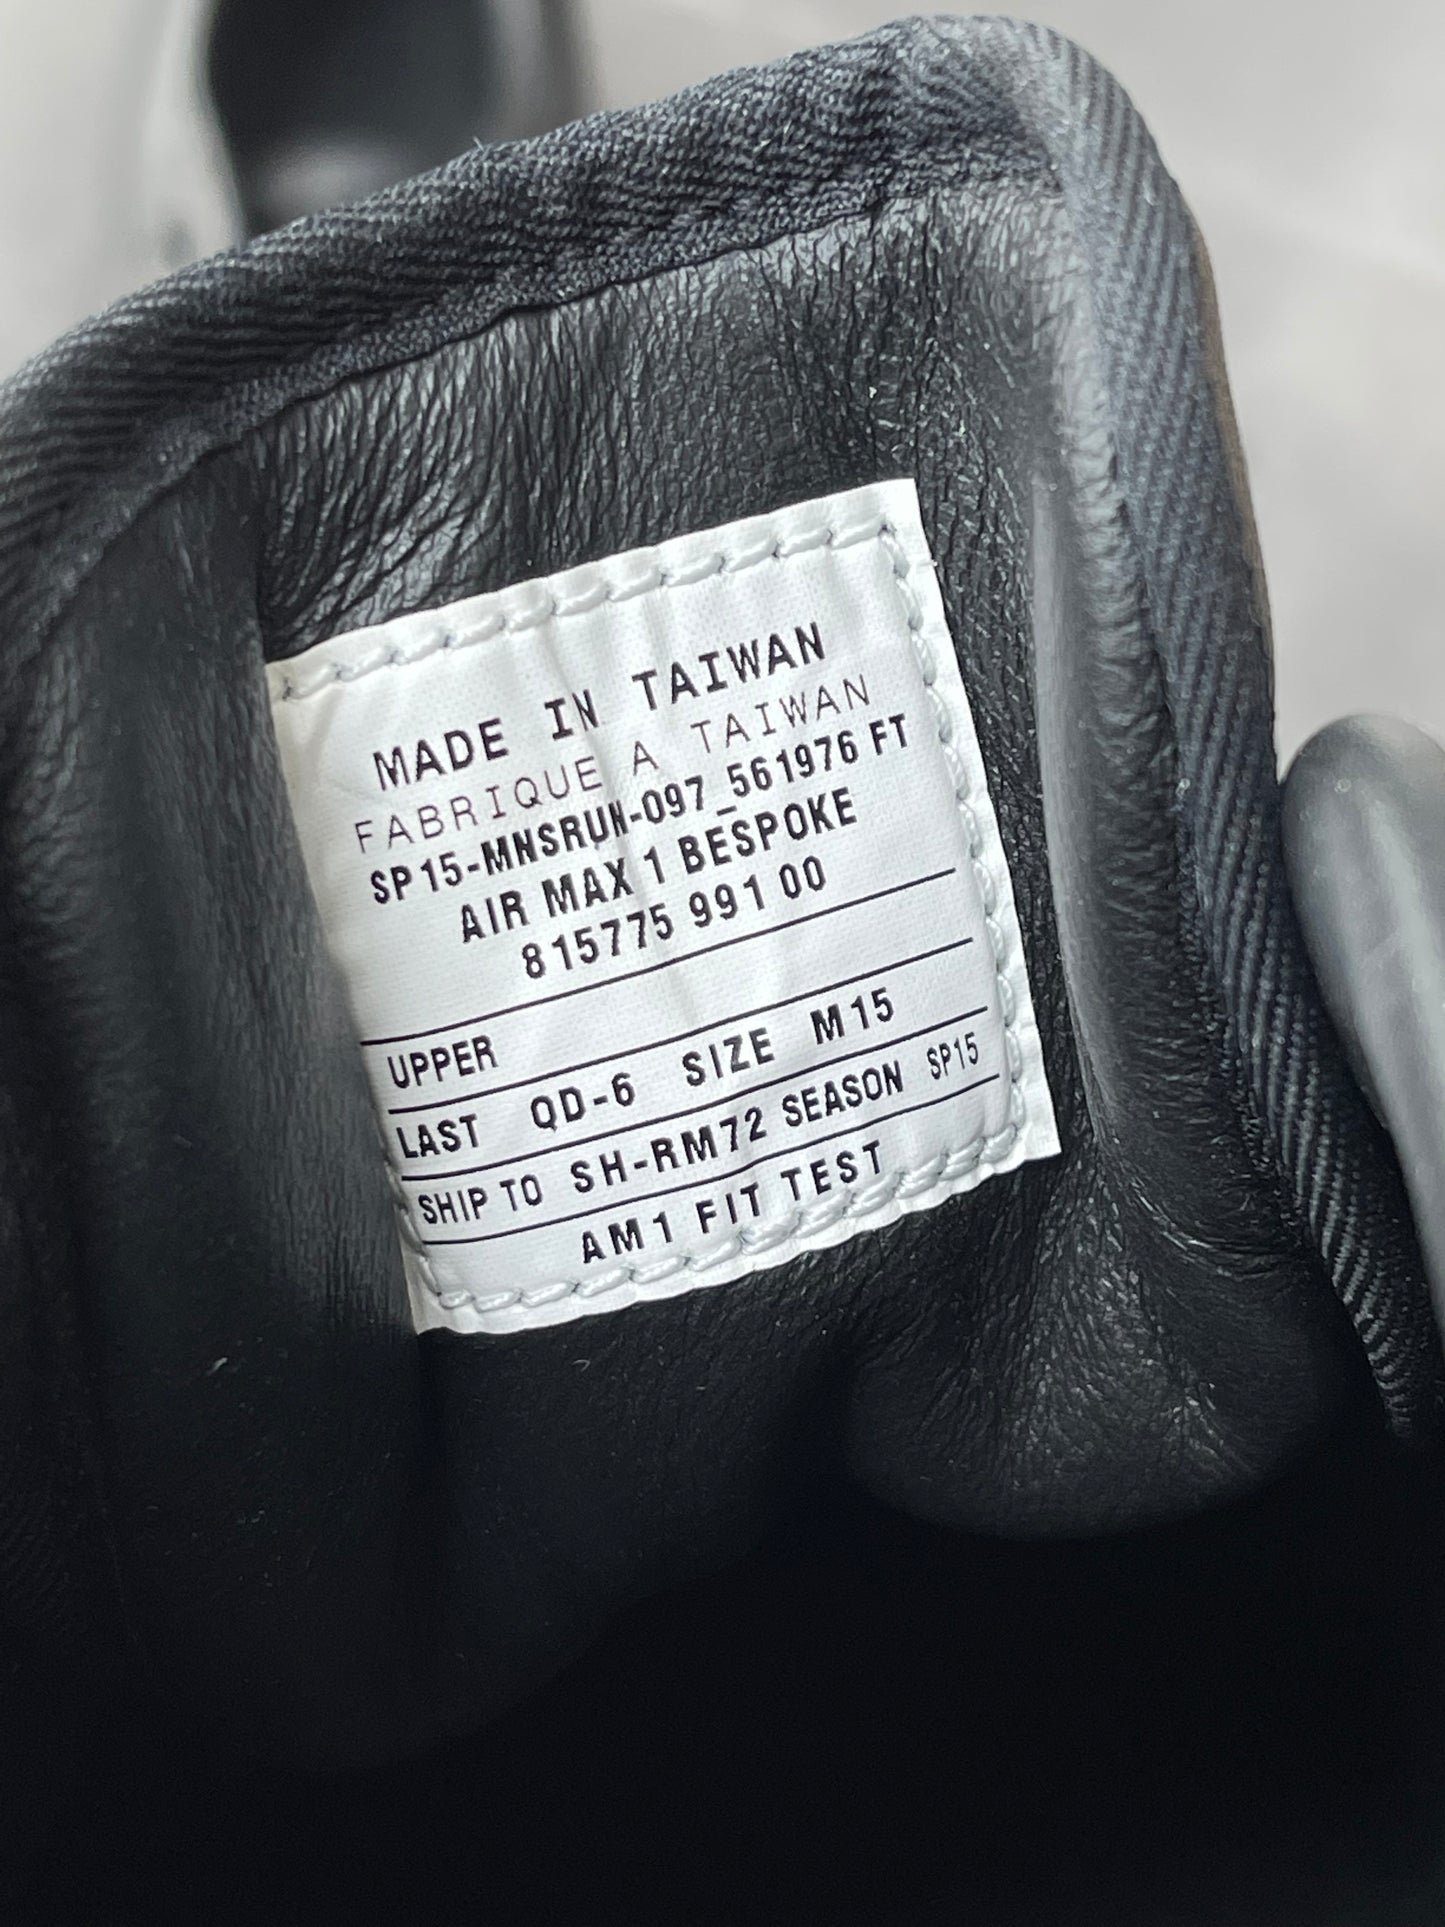 MADE IN TAIWAN
FABRIQUE A TAIWAN
SP15-MNSRUN-097_561976 FT
AIR MAX 1 BESPOKE
815775 991 00
UPPER
LAST QD-6 SIZE M 15
SHIP TO SH-RM72 SEASON SP15
AM1 FIT TEST